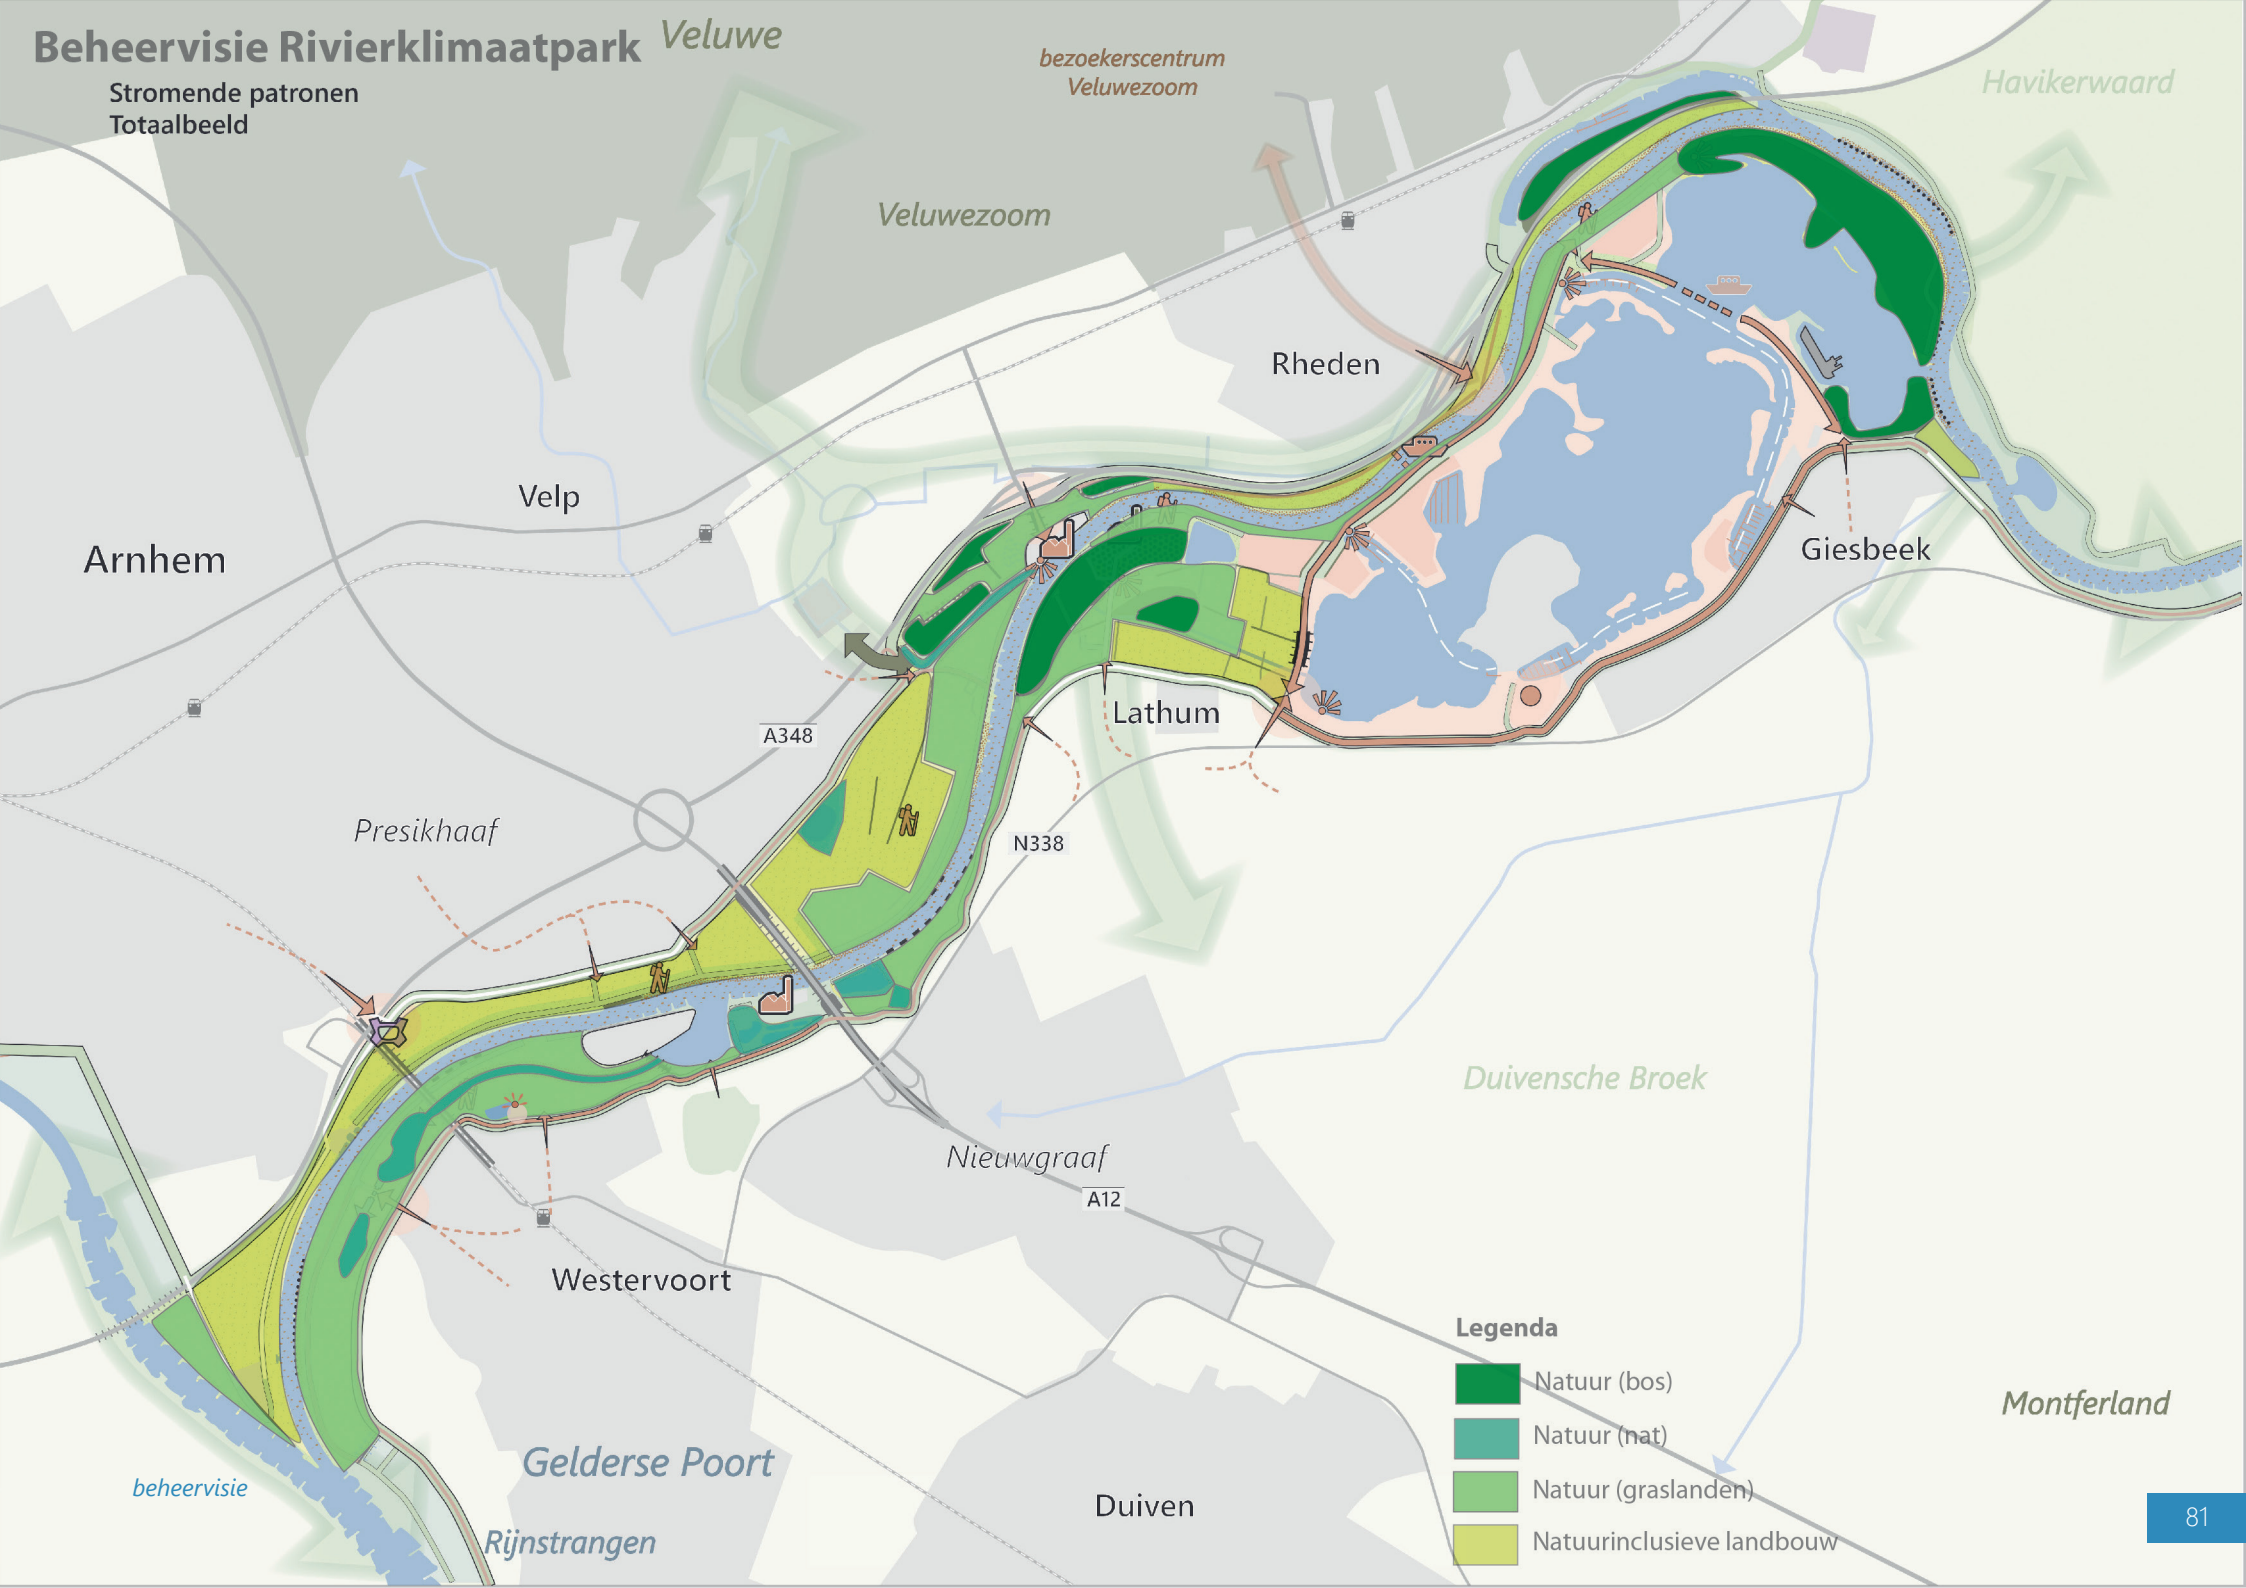 Beheervisie Rivierklimaatpark
Stromende patronen
Totaalbeeld
Veluwe
bezoekerscentrum
Veluwezoom
Havikerwaard
Veluwezoom
Rheden
Velp
Arnhem
Giesbeek
Lathum
A348
Presikhaaf
N338
Duivensche Broek
Nieuwgraaf
A12
Westervoort
Gelderse Poort
beheervisie
Rijnstrangen
Duiven
Montferland
Legenda
Natuur (bos)
Natuur (nat)
Natuur (graslanden)
Natuurinclusieve landbouw
81